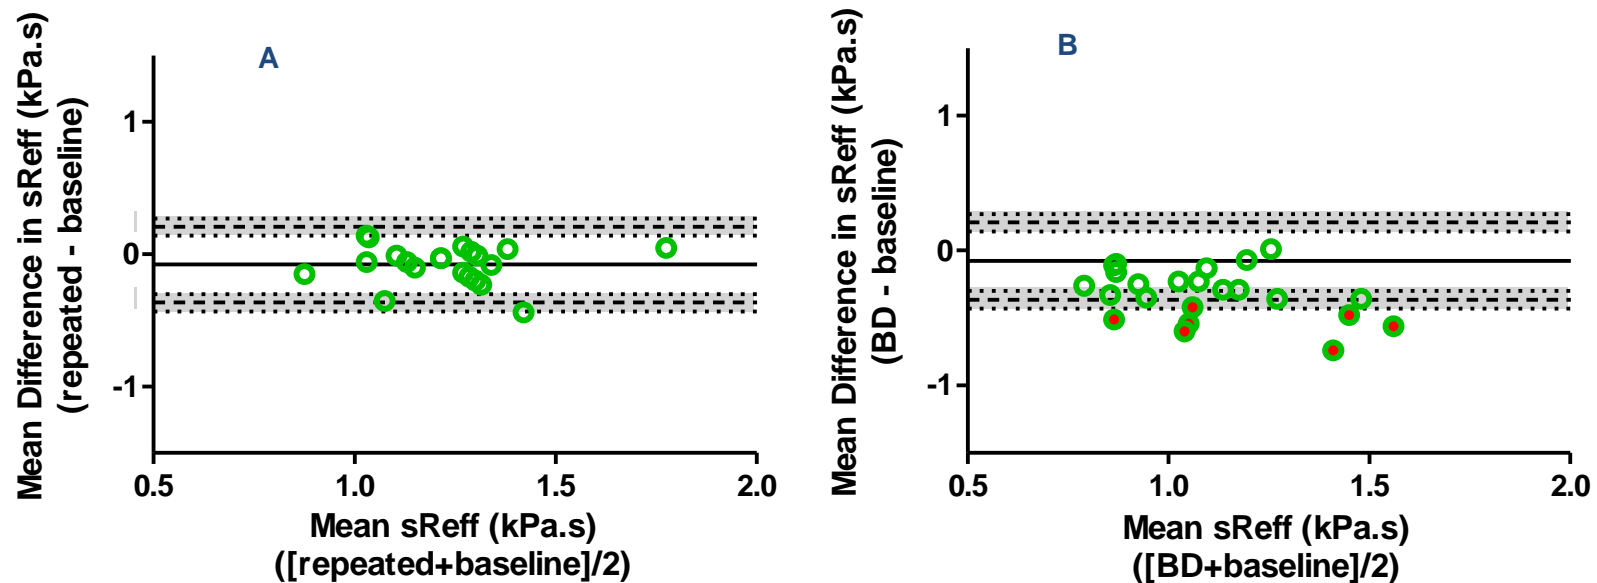 A
Mean Difference in sReff (kPa.s)
(repeated - baseline)
1
0
-1
0.5
1.0
1.5
2.0
Mean sReff (kPa.s)
([repeated+baseline]/2)
B
Mean Difference in sReff (kPa.s)
(BD - baseline)
1
0
-1
0.5
1.0
1.5
2.0
Mean sReff (kPa.s)
([BD+baseline]/2)